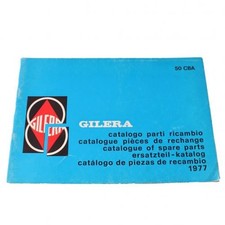 50 CBA
GILERA
GILERA
catalogo parti ricambio
catalogue pièces de rechange
catalogue of spare parts
ersatzteil-katalog
catálogo de piezas de recambio
1977